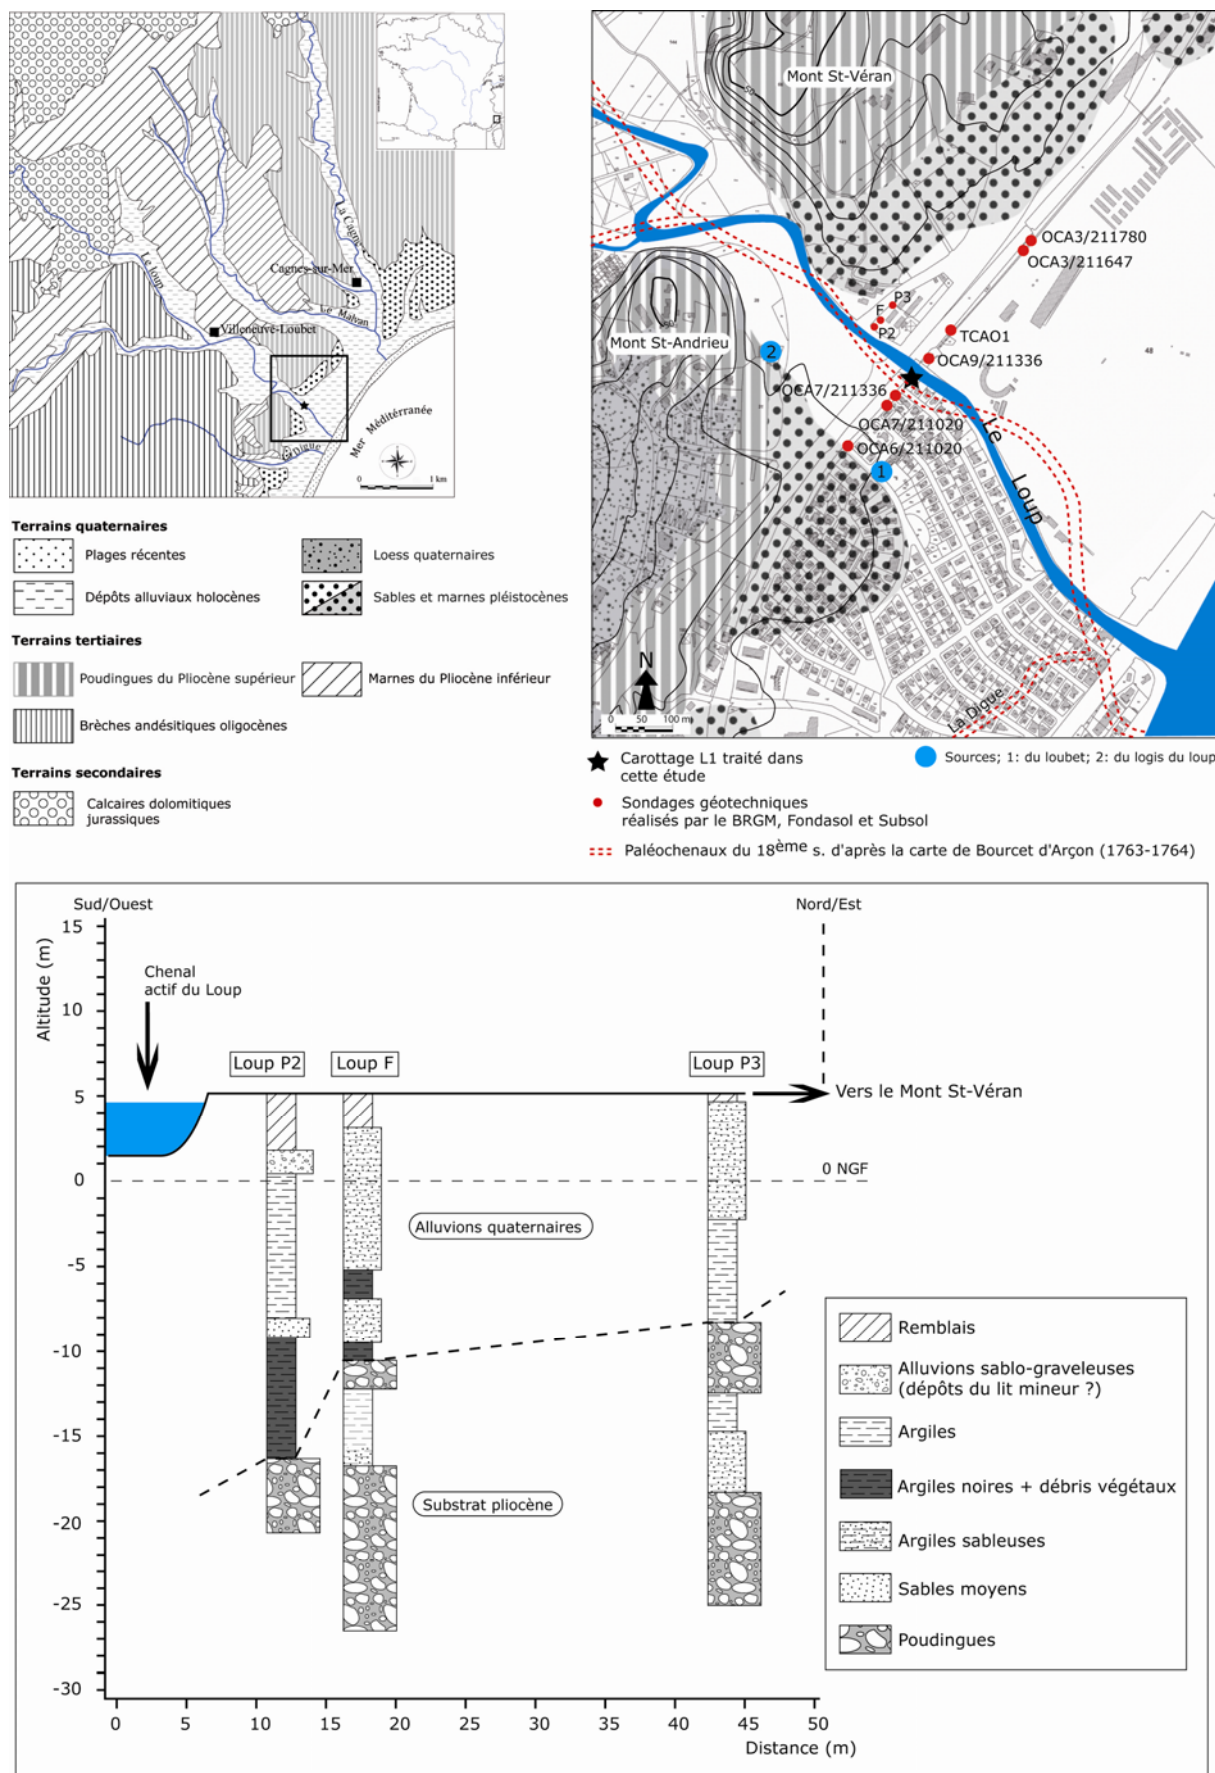 La Cagne
Cagnes-sur-Mer
Le loup
Le Malvan
Villeneuve-Loubet
Mer Méditérranée
0 1 km
Terrains quaternaires
Plages récentes
Loess quaternaires
Dépôts alluviaux holocènes
Sables et marnes pléistocènes
Terrains tertiaires
Poudingues du Pliocène supérieur
Marnes du Pliocène inférieur
Brèches andésitiques oligocènes
Terrains secondaires
Calcaires dolomitiques
jurassiques
Mont St-Véran
50
OCA3/211780
OCA3/211647
P3
F
P2
TCAO1
Mont St-Andrieu
50
2
48
OCA9/211336
OCA7/211336
OCA7/211020
OCA6/211020
1
Le
Loup
N
0 50 100 m
La Digue
Carottage L1 traité dans
cette étude
Sources; 1: du loubet; 2: du logis du loup
Sondages géotechniques
réalisés par le BRGM, Fondasol et Subsol
Paléochenaux du 18ème s. d'après la carte de Bourcet d'Arçon (1763-1764)
Sud/Ouest
Nord/Est
Altitude (m)
15
10
5
0
-5
-10
-15
-20
-25
-30
Chenal
actif du Loup
Loup P2
Loup F
Loup P3
Vers le Mont St-Véran
0 NGF
Alluvions quaternaires
Substrat pliocène
Remblais
Alluvions sablo-graveleuses
(dépôts du lit mineur ?)
Argiles
Argiles noires + débris végétaux
Argiles sableuses
Sables moyens
Poudingues
0 5 10 15 20 25 30 35 40 45 50
Distance (m)